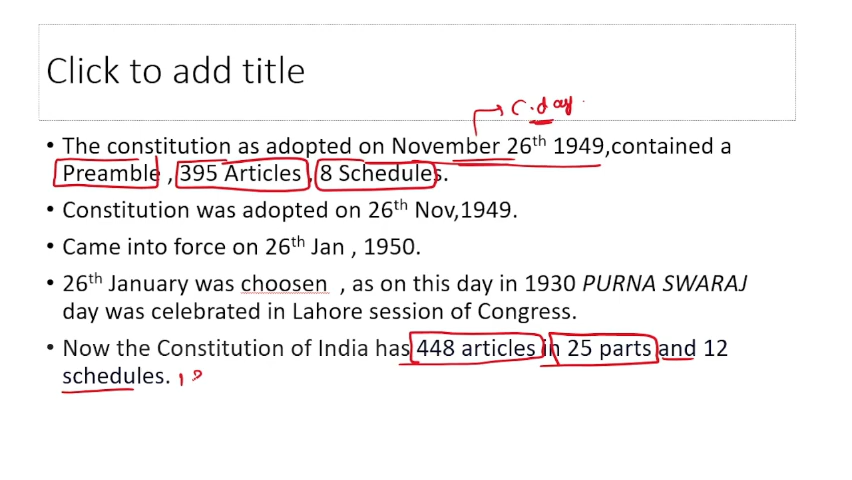 Click to add title
C. day
• The constitution as adopted on November 26th 1949,contained a
Preamble , 395 Articles , 8 Schedules.
• Constitution was adopted on 26th Nov,1949.
• Came into force on 26th Jan , 1950.
• 26th January was choosen , as on this day in 1930 PURNA SWARAJ
day was celebrated in Lahore session of Congress.
• Now the Constitution of India has 448 articles in 25 parts and 12
schedules.